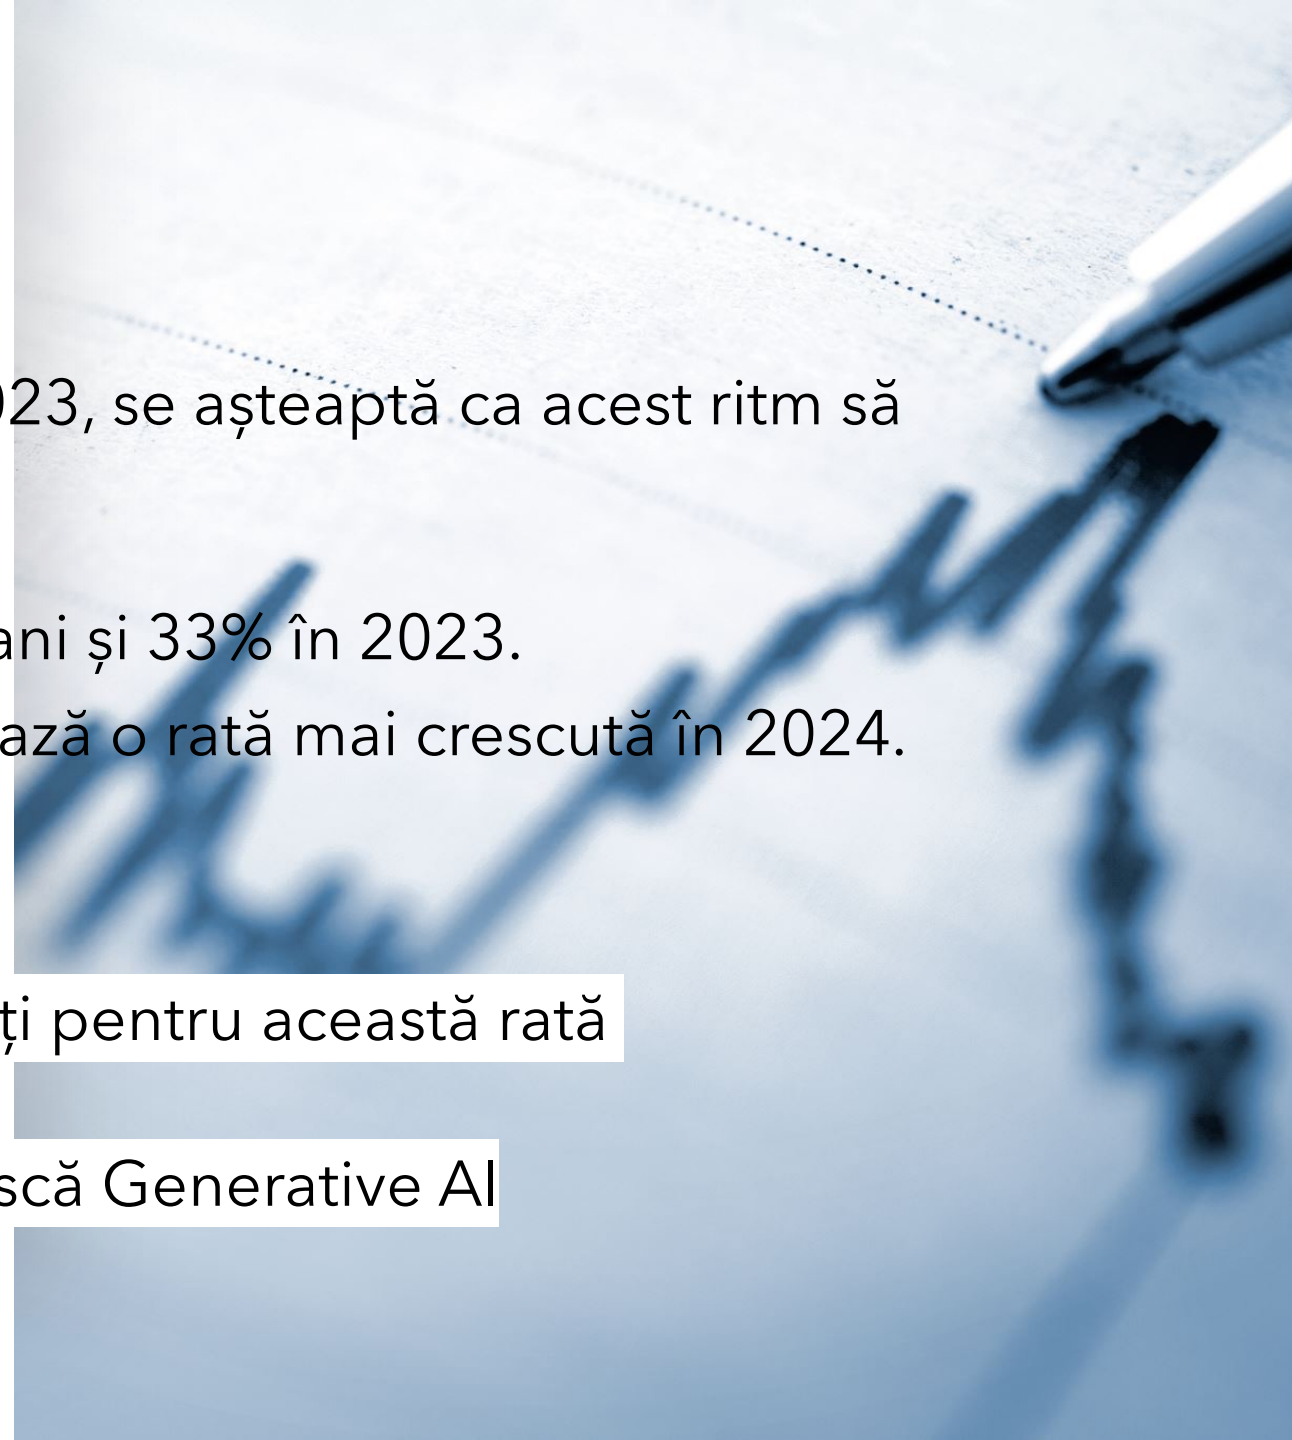 23, se așteaptă ca acest ritm să
ani și 33% în 2023.
ază o rată mai crescută în 2024.
ți pentru această rată
scă Generative AI